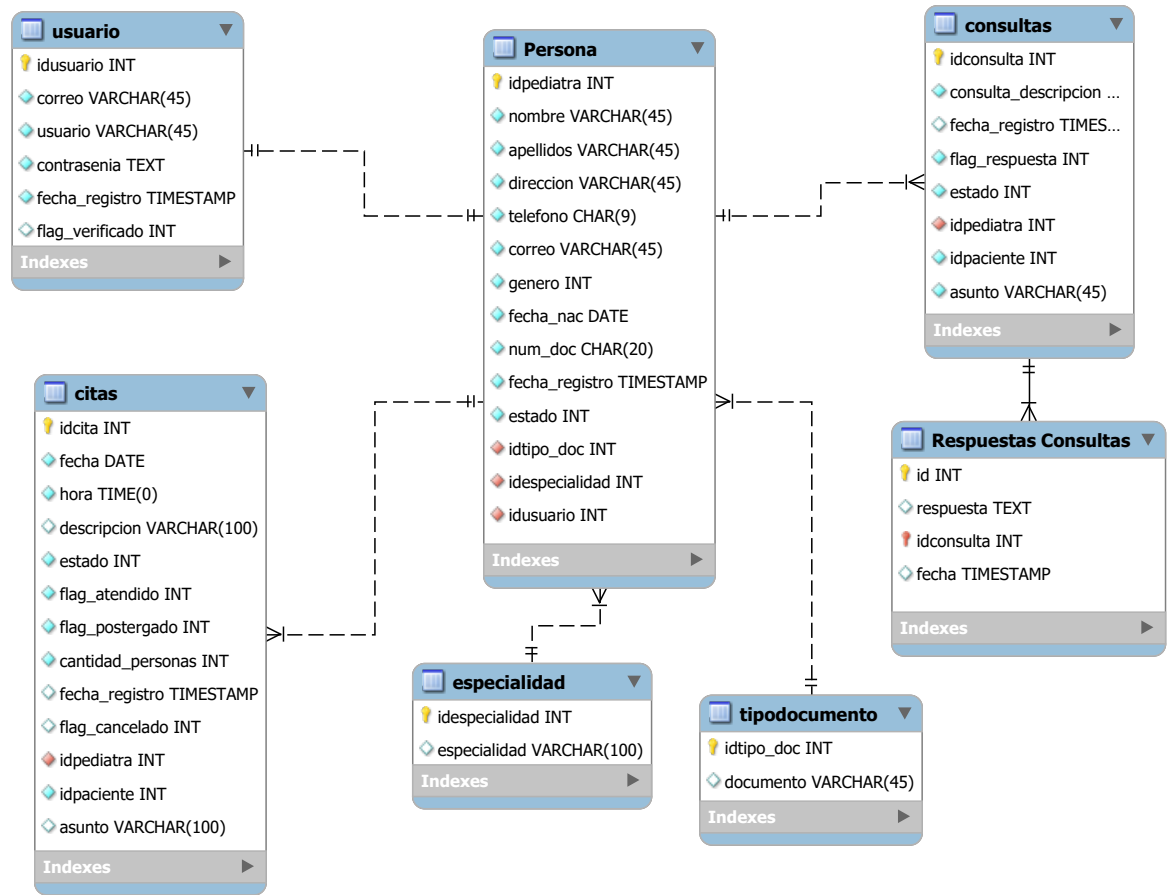 usuario
idusuario INT
correo VARCHAR(45)
usuario VARCHAR(45)
contrasenia TEXT
fecha_registro TIMESTAMP
flag_verificado INT
Indexes
Persona
idpediatra INT
nombre VARCHAR(45)
apellidos VARCHAR(45)
direccion VARCHAR(45)
telefono CHAR(9)
correo VARCHAR(45)
genero INT
fecha_nac DATE
num_doc CHAR(20)
fecha_registro TIMESTAMP
estado INT
idtipo_doc INT
idespecialidad INT
idusuario INT
Indexes
consultas
idconsulta INT
consulta_descripcion ...
fecha_registro TIMES...
flag_respuesta INT
estado INT
idpediatra INT
idpaciente INT
asunto VARCHAR(45)
Indexes
citas
idcita INT
fecha DATE
hora TIME(0)
descripcion VARCHAR(100)
estado INT
flag_atendido INT
flag_postergado INT
cantidad_personas INT
fecha_registro TIMESTAMP
flag_cancelado INT
idpediatra INT
idpaciente INT
asunto VARCHAR(100)
Indexes
Respuestas Consultas
id INT
respuesta TEXT
idconsulta INT
fecha TIMESTAMP
Indexes
especialidad
idespecialidad INT
especialidad VARCHAR(100)
Indexes
tipodocumento
idtipo_doc INT
documento VARCHAR(45)
Indexes